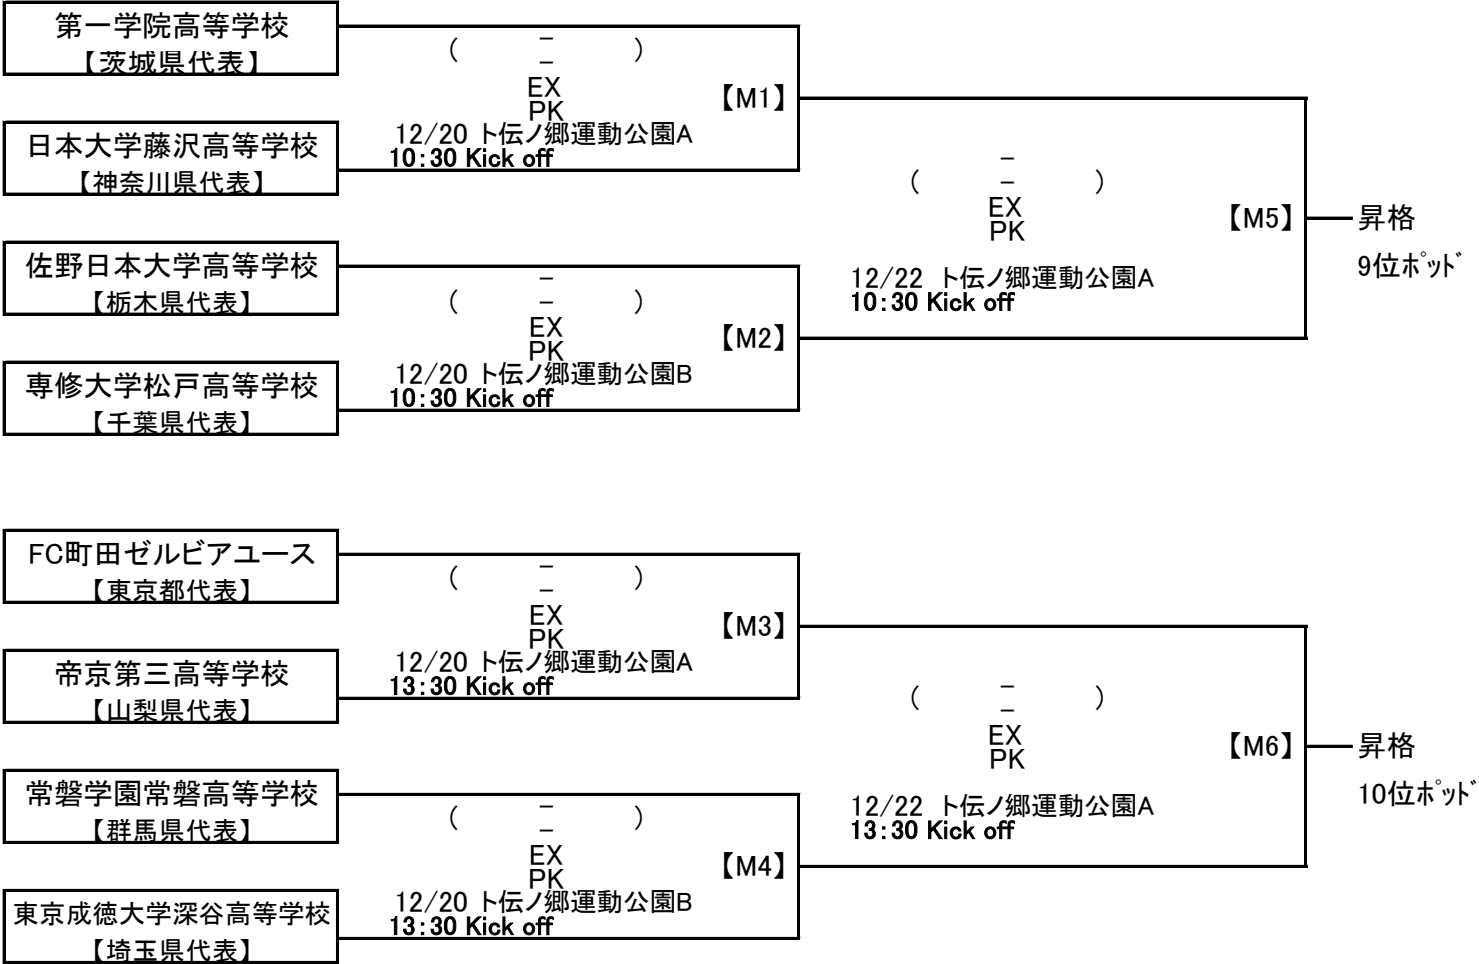 第一学院高等学校
【茨城県代表】
( － )
－
EX
PK
【M1】
12/20 ト伝ノ郷運動公園A
10:30 Kick off
日本大学藤沢高等学校
【神奈川県代表】
佐野日本大学高等学校
【栃木県代表】
－
( － )
EX
PK
【M2】
12/20 ト伝ノ郷運動公園B
10:30 Kick off
専修大学松戸高等学校
【千葉県代表】
－
( － )
EX
PK
【M5】
12/22 ト伝ノ郷運動公園A
10:30 Kick off
昇格
9位ﾎﾟｯﾄﾞ
FC町田ゼルビアユース
【東京都代表】
( － )
－
EX
PK
【M3】
12/20 ト伝ノ郷運動公園A
13:30 Kick off
帝京第三高等学校
【山梨県代表】
常磐学園常磐高等学校
【群馬県代表】
－
( － )
EX
PK
【M4】
12/20 ト伝ノ郷運動公園B
13:30 Kick off
東京成徳大学深谷高等学校
【埼玉県代表】
－
( － )
EX
PK
【M6】
12/22 ト伝ノ郷運動公園A
13:30 Kick off
昇格
10位ﾎﾟｯﾄﾞ